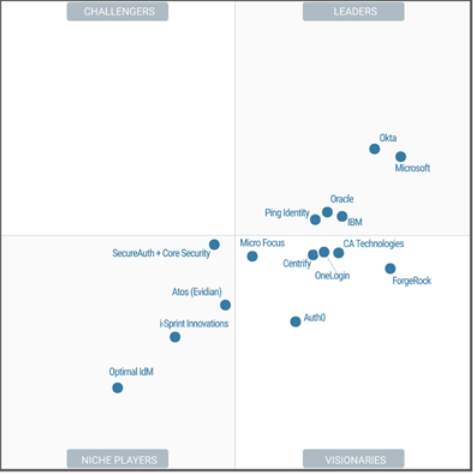 CHALLENGERS
LEADERS
Okta
Microsoft
Oracle
Ping Identity
IBM
Micro Focus
CA Technologies
SecureAuth + Core Security
Centrify
OneLogin
ForgeRock
Atos (Evidian)
Auth0
i-Sprint Innovations
Optimal IdM
NICHE PLAYERS
VISIONARIES